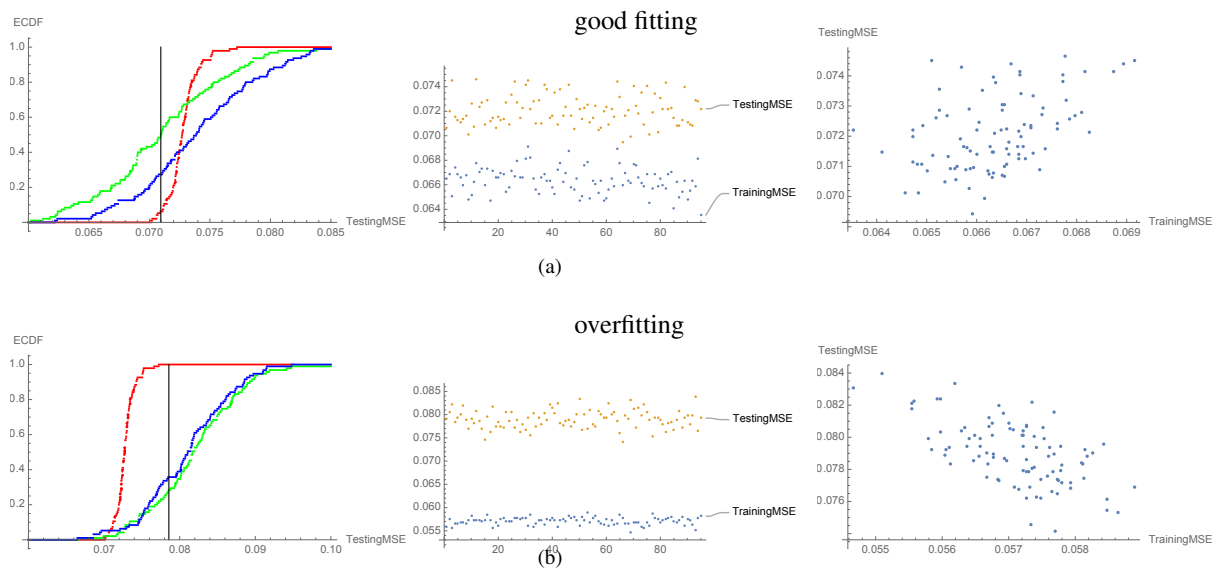 good fitting
ECDF
1.0
0.8
0.6
0.4
0.2
0.065 0.070 0.075 0.080 0.085
TestingMSE
0.074
0.072
0.070
0.068
0.066
0.064
20 40 60 80
TestingMSE
TrainingMSE
TestingMSE
0.074
0.073
0.072
0.071
0.070
0.064 0.065 0.066 0.067 0.068 0.069
TrainingMSE
(a)
overfitting
ECDF
1.0
0.8
0.6
0.4
0.2
0.07 0.08 0.09 0.10
TestingMSE
0.085
0.080
0.075
0.070
0.065
0.060
0.055
20 40 60 80
TestingMSE
TrainingMSE
TestingMSE
0.084
0.082
0.080
0.078
0.076
0.055 0.056 0.057 0.058
TrainingMSE
(b)